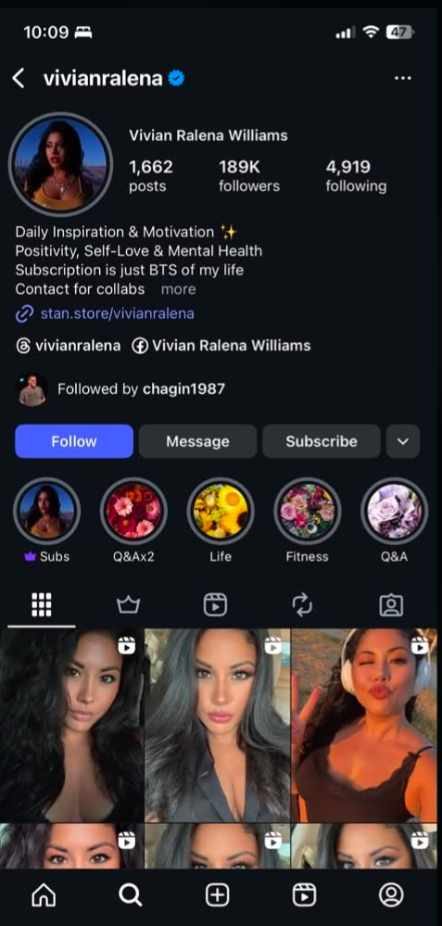 10:09
47
vivianralena
Vivian Ralena Williams
1,662 189K 4,919
posts followers following
Daily Inspiration & Motivation ✨
Positivity, Self-Love & Mental Health
Subscription is just BTS of my life
Contact for collabs more
stan.store/vivianralena
vivianralena Vivian Ralena Williams
Followed by chagin1987
Follow Message Subscribe
Subs Q&Ax2 Life Fitness Q&A